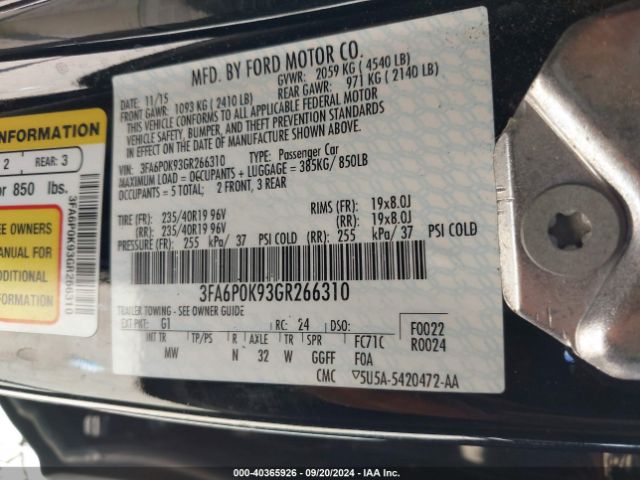 MFD. BY FORD MOTOR CO.
DATE: 11/15 GVWR: 2059 KG ( 4540 LB)
FRONT GAWR: 1093 KG ( 2410 LB) REAR GAWR: 971 KG ( 2140 LB)
THIS VEHICLE CONFORMS TO ALL APPLICABLE FEDERAL MOTOR
VEHICLE SAFETY, BUMPER, AND THEFT PREVENTION STANDARDS
IN EFFECT ON THE DATE OF MANUFACTURE SHOWN ABOVE.
VIN: 3FA6P0K93GR266310 TYPE: Passenger Car
MAXIMUM LOAD = OCCUPANTS + LUGGAGE = 385KG/ 850LB
OCCUPANTS = 5 TOTAL; 2 FRONT, 3 REAR
TIRE (FR): 235/40R19 96V RIMS (FR): 19x8.0J
(RR): 235/40R19 96V (RR): 19x8.0J
PRESSURE (FR): 255 kPa/ 37 PSI COLD (RR): 255 kPa/ 37 PSI COLD
3FA6P0K93GR266310
TRAILER TOWING - SEE OWNER GUIDE
EXT PNT: G1 RC: 24 DSO: F0022
INT TR TP/PS R AXLE TR SPR FC71C R0024
MW N 32 W GGFF F0A
CMC ▽5U5A-5420472-AA
INFORMATION
2 REAR: 3
or 850 lbs.
EE OWNERS
ANUAL FOR
DDITIONAL
FORMATION
3FA6P0K93GR266310
000-40365926 - 09/20/2024 - IAA Inc.